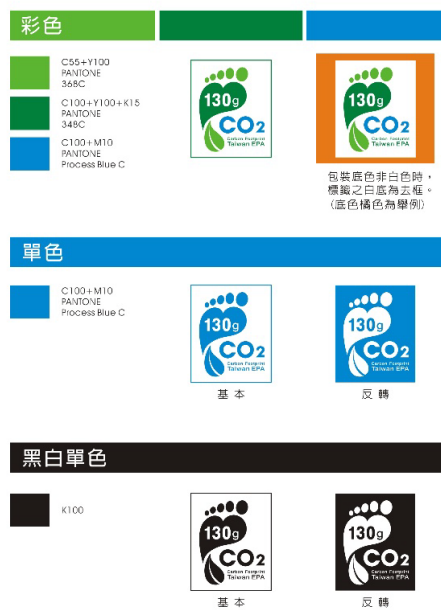 彩色
C55+Y100
PANTONE
368C
C100+Y100+K15
PANTONE
348C
C100+M10
PANTONE
Process Blue C
130g
CO2
Carbon Footprint
Taiwan EPA
130g
CO2
Carbon Footprint
Taiwan EPA
包裝底色非白色時，
標籤之白底為去框。
(底色橘色為舉例)
單色
C100+M10
PANTONE
Process Blue C
130g
CO2
Carbon Footprint
Taiwan EPA
基本
130g
CO2
Carbon Footprint
Taiwan EPA
反轉
黑白單色
K100
130g
CO2
Carbon Footprint
Taiwan EPA
基本
130g
CO2
Carbon Footprint
Taiwan EPA
反轉